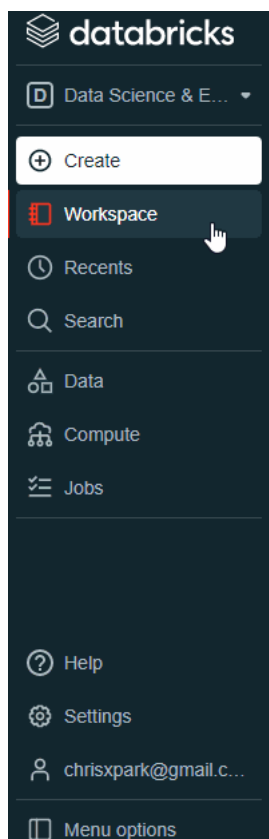 databricks
D Data Science & E...
Create
Workspace
Recents
Search
Data
Compute
Jobs
Help
Settings
chrisxpark@gmail.c...
Menu options